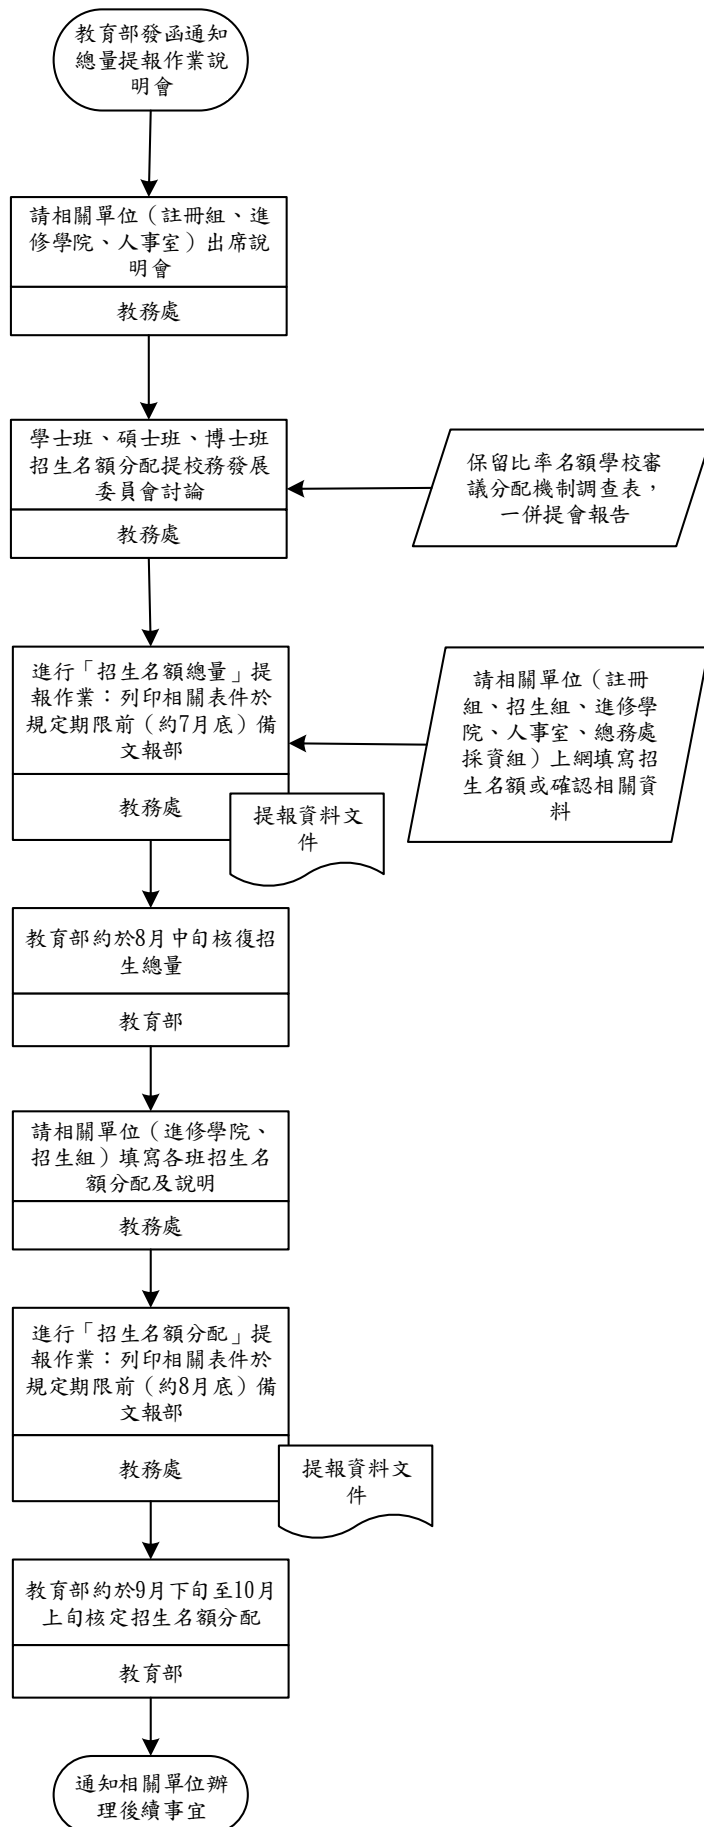 教育部發函通知
總量提報作業說
明會
請相關單位（註冊組、進
修學院、人事室）出席說
明會
教務處
學士班、碩士班、博士班
招生名額分配提校務發展
委員會討論
教務處
保留比率名額學校審
議分配機制調查表，
一併提會報告
進行「招生名額總量」提
報作業：列印相關表件於
規定期限前（約7月底）備
文報部
教務處
提報資料文
件
請相關單位（註冊
組、招生組、進修學
院、人事室、總務處
採資組）上網填寫招
生名額或確認相關資
料
教育部約於8月中旬核復招
生總量
教育部
請相關單位（進修學院、
招生組）填寫各班招生名
額分配及說明
教務處
進行「招生名額分配」提
報作業：列印相關表件於
規定期限前（約8月底）備
文報部
教務處
提報資料文
件
教育部約於9月下旬至10月
上旬核定招生名額分配
教育部
通知相關單位辦
理後續事宜